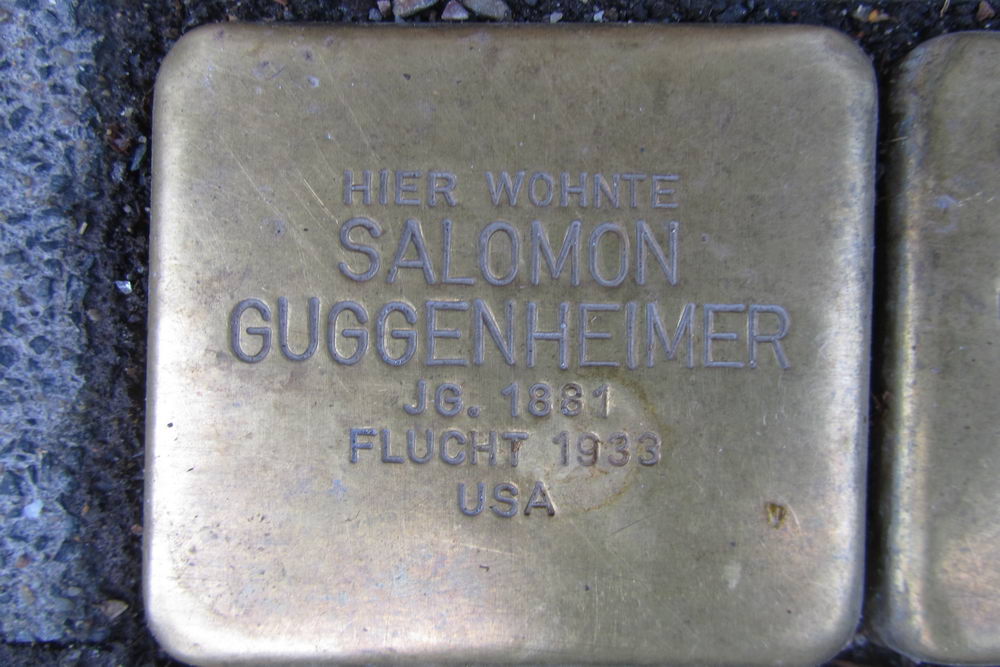 HIER WOHNTE
SALOMON
GUGGENHEIMER
JG. 1881
FLUCHT 1933
USA